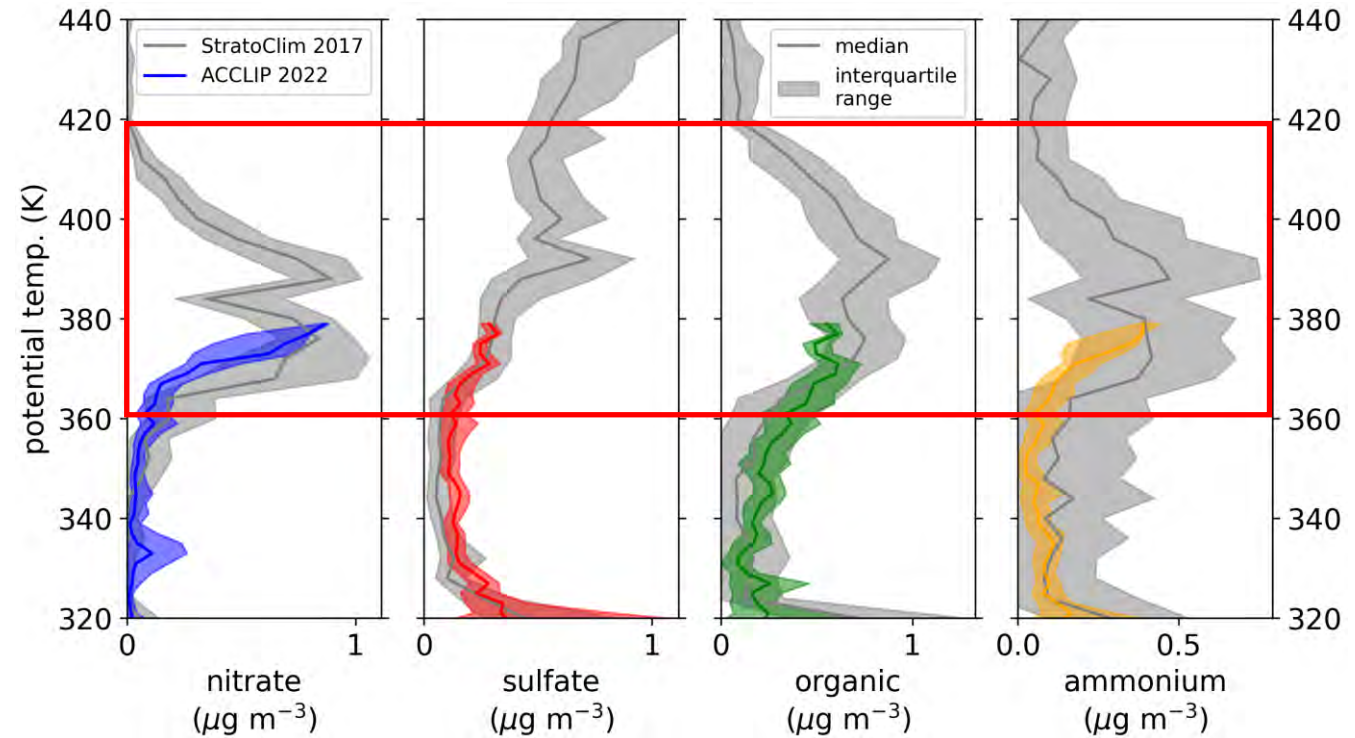 440
420
400
380
360
340
320
potential temp. (K)
StratoClim 2017
ACCLIP 2022
median
interquartile
range
440
420
400
380
360
340
320
0 1
nitrate
(μg m⁻³)
0 1
sulfate
(μg m⁻³)
0 1
organic
(μg m⁻³)
0.0 0.5
ammonium
(μg m⁻³)